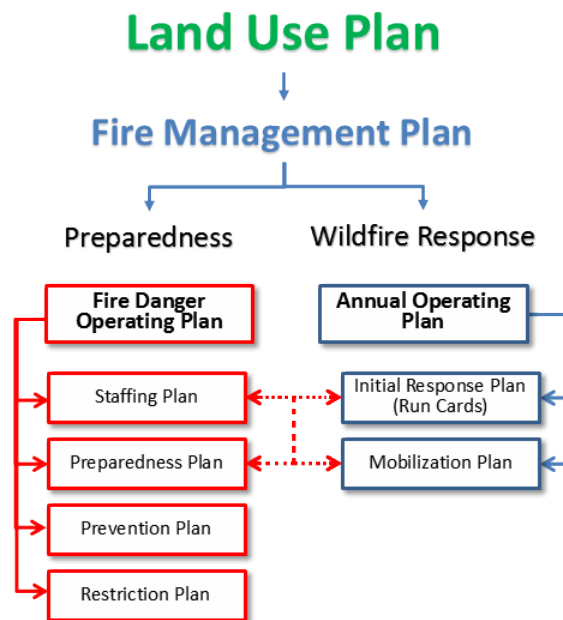 Land Use Plan
Fire Management Plan
Preparedness
Wildfire Response
Fire Danger
Operating Plan
Annual Operating
Plan
Staffing Plan
Initial Response Plan
(Run Cards)
Preparedness Plan
Mobilization Plan
Prevention Plan
Restriction Plan